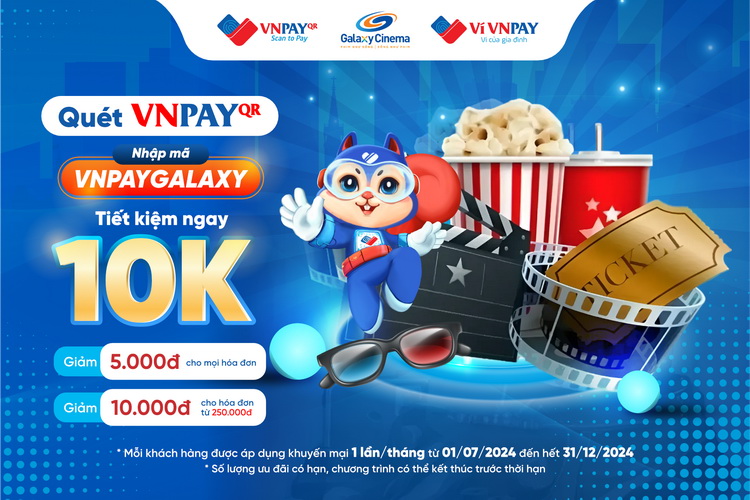 VNPAYQR
Scan to Pay
Galaxy Cinema
Ví VNPAY
Ví của gia đình
Quét VNPAYQR
Nhập mã
VNPAYGALAXY
Tiết kiệm ngay
10K
Giảm 5.000đ cho mọi hóa đơn
Giảm 10.000đ cho hóa đơn
từ 250.000đ
TICKET
* Mỗi khách hàng được áp dụng khuyến mại 1 lần/tháng từ 01/07/2024 đến hết 31/12/2024
* Số lượng ưu đãi có hạn, chương trình có thể kết thúc trước thời hạn